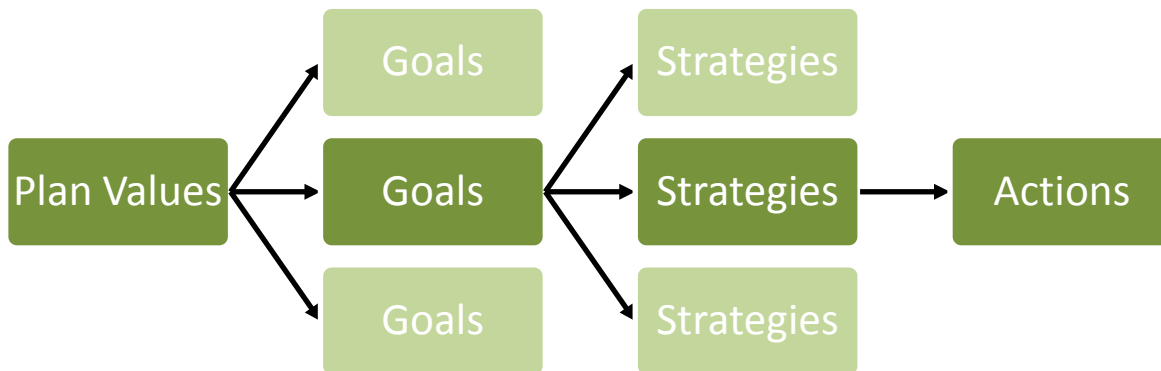 Goals
Strategies
Plan Values
Goals
Strategies
Actions
Goals
Strategies